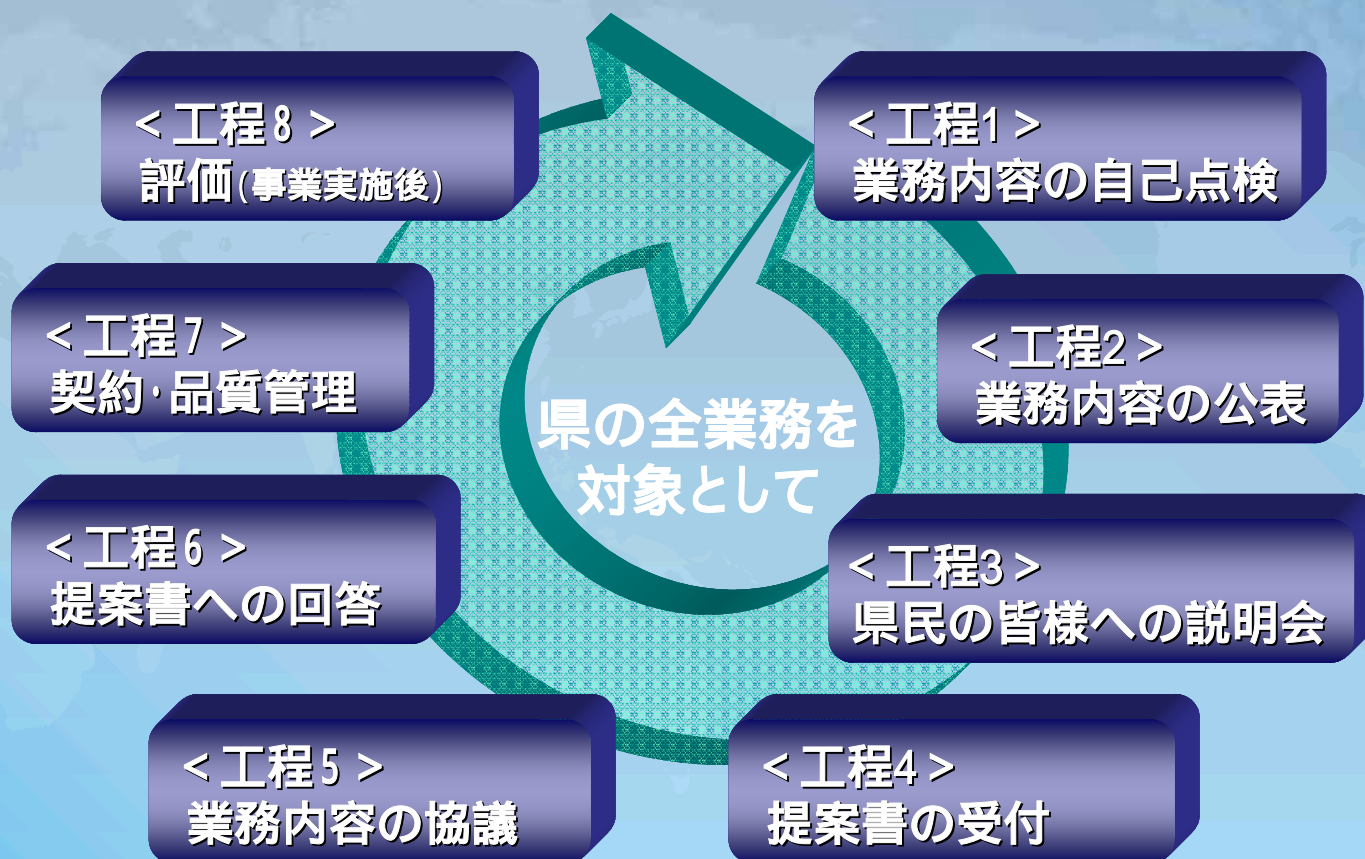 <工程1>
業務内容の自己点検
<工程2>
業務内容の公表
<工程3>
県民の皆様への説明会
<工程4>
提案書の受付
<工程5>
業務内容の協議
<工程6>
提案書への回答
<工程7>
契約・品質管理
<工程8>
評価(事業実施後)
県の全業務を
対象として